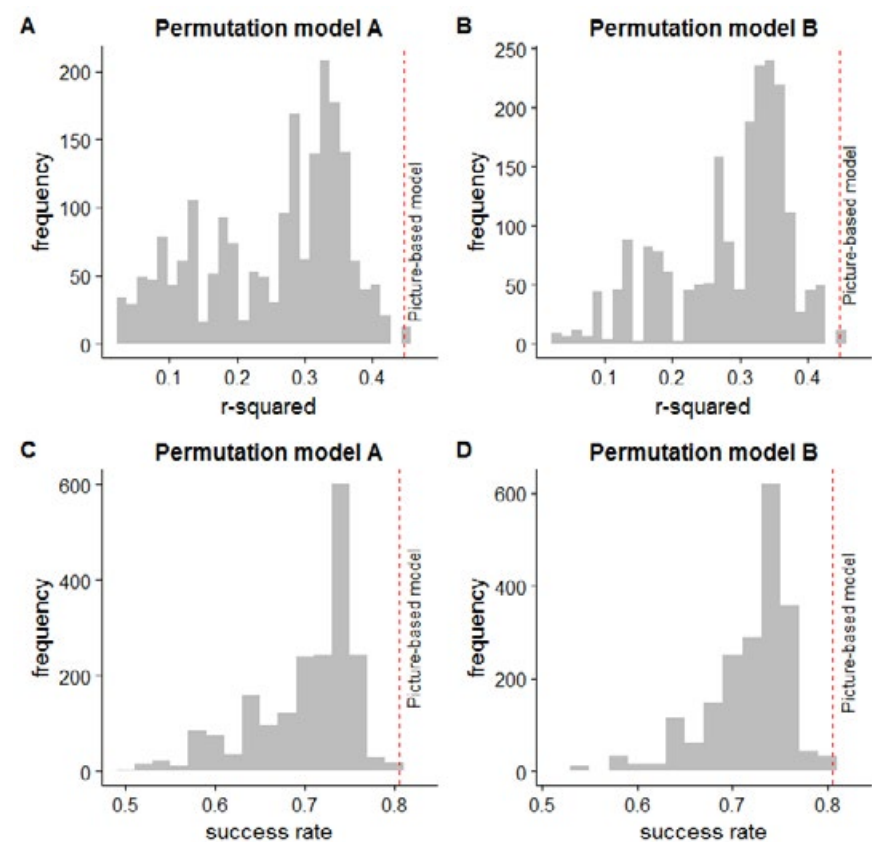 A
Permutation model A
200
150
100
50
0
frequency
Picture-based model
0.1 0.2 0.3 0.4
r-squared
B
Permutation model B
250
200
150
100
50
0
frequency
Picture-based model
0.1 0.2 0.3 0.4
r-squared
C
Permutation model A
600
400
200
0
frequency
Picture-based model
0.5 0.6 0.7 0.8
success rate
D
Permutation model B
600
400
200
0
frequency
Picture-based model
0.5 0.6 0.7 0.8
success rate